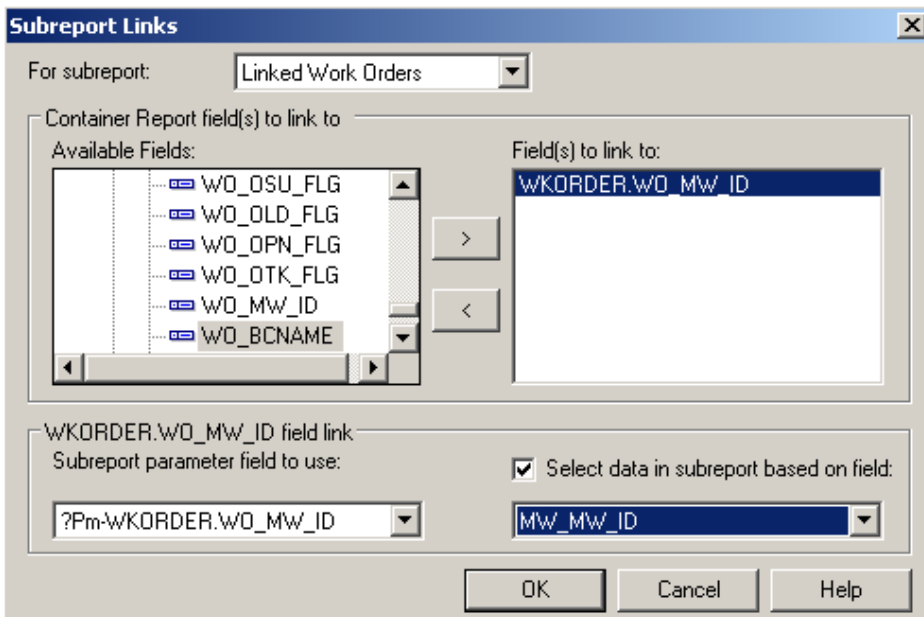 Subreport Links
For subreport: Linked Work Orders
Container Report field(s) to link to
Available Fields:
WO_OSU_FLG
WO_OLD_FLG
WO_OPN_FLG
WO_OTK_FLG
WO_MW_ID
WO_BCNAME
>
<
Field(s) to link to:
WKORDER.WO_MW_ID
WKORDER.WO_MW_ID field link
Subreport parameter field to use:
?Pm-WKORDER.WO_MW_ID
Select data in subreport based on field:
MW_MW_ID
OK Cancel Help